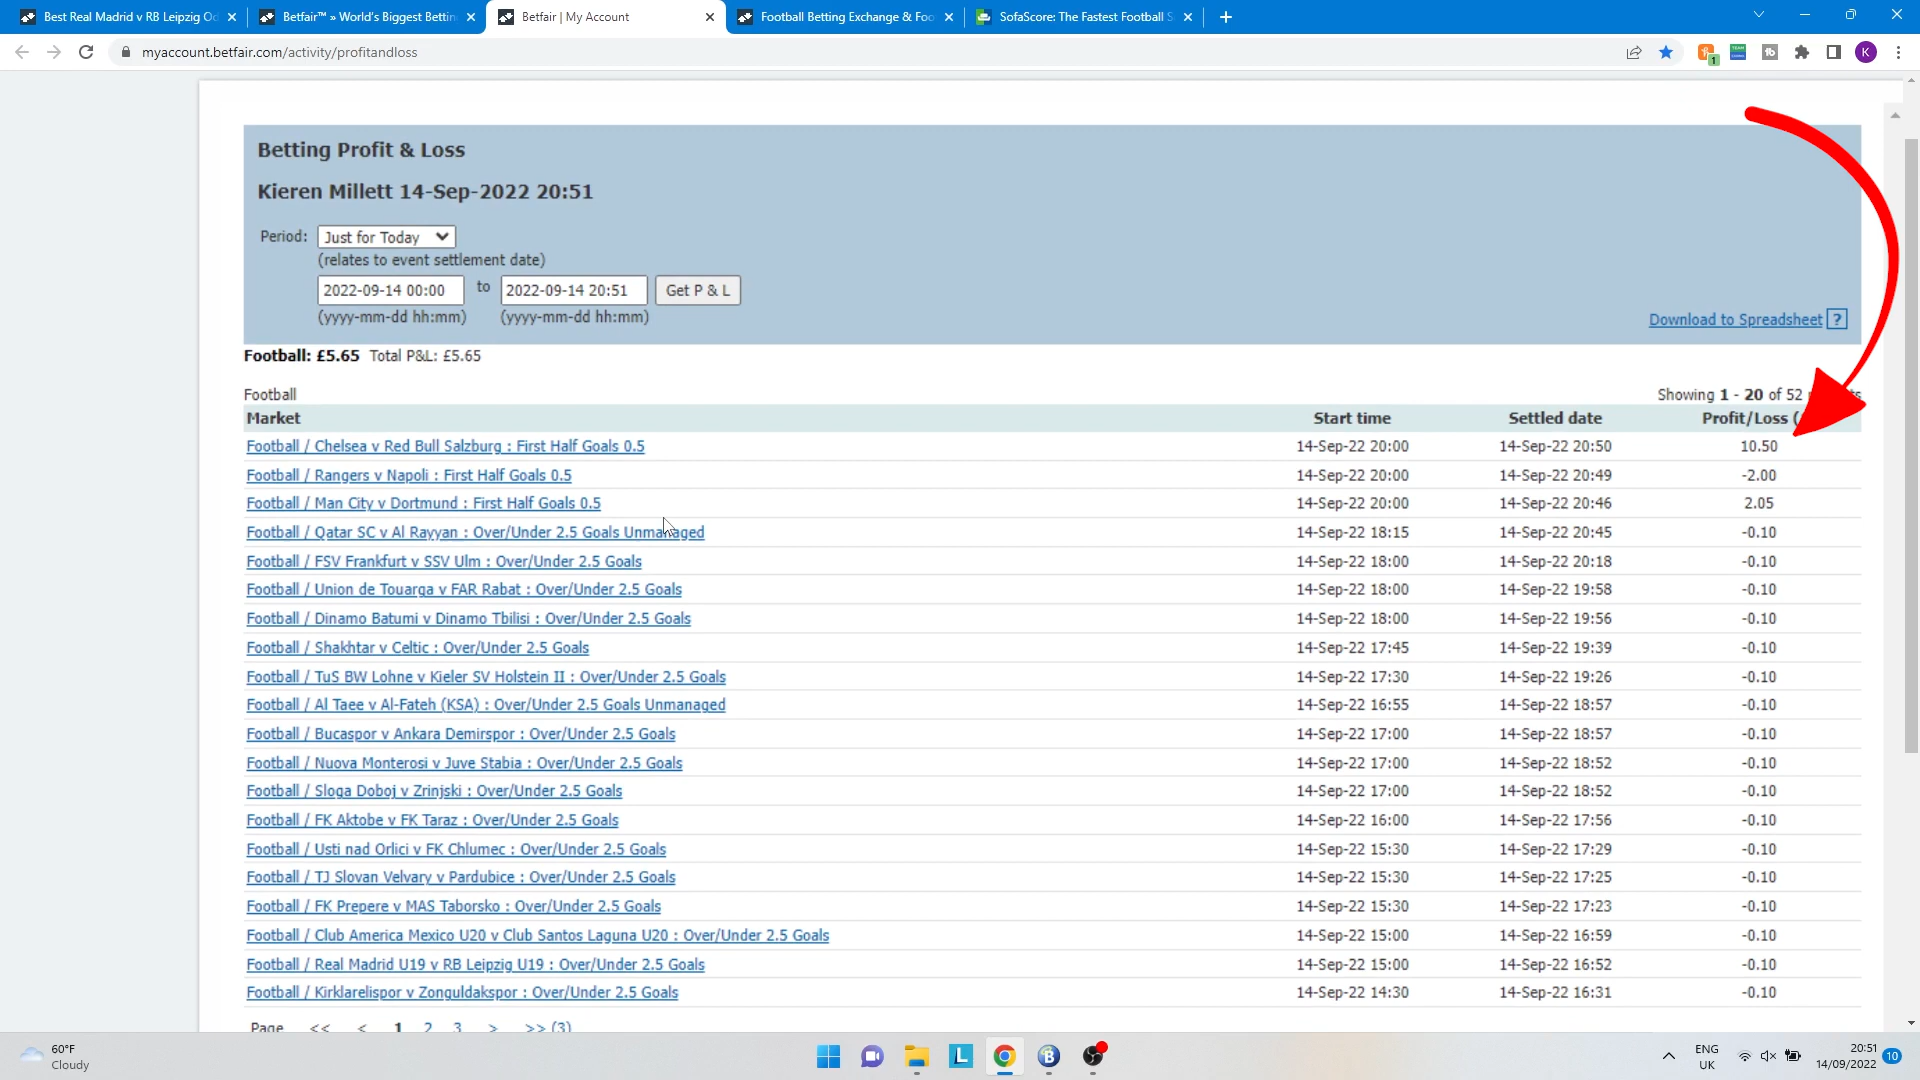 Best Real Madrid v RB Leipzig Od
Betfair™ » World's Biggest Bettin
Betfair | My Account
Football Betting Exchange & Foo
SofaScore: The Fastest Football S
myaccount.betfair.com/activity/profitandloss
1
K
Betting Profit & Loss
Kieren Millett 14-Sep-2022 20:51
Period: Just for Today
(relates to event settlement date)
2022-09-14 00:00 to 2022-09-14 20:51 Get P & L
(yyyy-mm-dd hh:mm) (yyyy-mm-dd hh:mm)
Download to Spreadsheet ?
Football: £5.65 Total P&L: £5.65
Football Showing 1 - 20 of 52
Market Start time Settled date Profit/Loss (
Football / Chelsea v Red Bull Salzburg : First Half Goals 0.5 14-Sep-22 20:00 14-Sep-22 20:50 10.50
Football / Rangers v Napoli : First Half Goals 0.5 14-Sep-22 20:00 14-Sep-22 20:49 -2.00
Football / Man City v Dortmund : First Half Goals 0.5 14-Sep-22 20:00 14-Sep-22 20:46 2.05
Football / Qatar SC v Al Rayyan : Over/Under 2.5 Goals Unmanaged 14-Sep-22 18:15 14-Sep-22 20:45 -0.10
Football / FSV Frankfurt v SSV Ulm : Over/Under 2.5 Goals 14-Sep-22 18:00 14-Sep-22 20:18 -0.10
Football / Union de Touarga v FAR Rabat : Over/Under 2.5 Goals 14-Sep-22 18:00 14-Sep-22 19:58 -0.10
Football / Dinamo Batumi v Dinamo Tbilisi : Over/Under 2.5 Goals 14-Sep-22 18:00 14-Sep-22 19:56 -0.10
Football / Shakhtar v Celtic : Over/Under 2.5 Goals 14-Sep-22 17:45 14-Sep-22 19:39 -0.10
Football / TuS BW Lohne v Kieler SV Holstein II : Over/Under 2.5 Goals 14-Sep-22 17:30 14-Sep-22 19:26 -0.10
Football / Al Taee v Al-Fateh (KSA) : Over/Under 2.5 Goals Unmanaged 14-Sep-22 16:55 14-Sep-22 18:57 -0.10
Football / Bucaspor v Ankara Demirspor : Over/Under 2.5 Goals 14-Sep-22 17:00 14-Sep-22 18:57 -0.10
Football / Nuova Monterosi v Juve Stabia : Over/Under 2.5 Goals 14-Sep-22 17:00 14-Sep-22 18:52 -0.10
Football / Sloga Doboj v Zrinjski : Over/Under 2.5 Goals 14-Sep-22 17:00 14-Sep-22 18:52 -0.10
Football / FK Aktobe v FK Taraz : Over/Under 2.5 Goals 14-Sep-22 16:00 14-Sep-22 17:56 -0.10
Football / Usti nad Orlici v FK Chlumec : Over/Under 2.5 Goals 14-Sep-22 15:30 14-Sep-22 17:29 -0.10
Football / TJ Slovan Velvary v Pardubice : Over/Under 2.5 Goals 14-Sep-22 15:30 14-Sep-22 17:25 -0.10
Football / FK Prepere v MAS Taborsko : Over/Under 2.5 Goals 14-Sep-22 15:30 14-Sep-22 17:23 -0.10
Football / Club America Mexico U20 v Club Santos Laguna U20 : Over/Under 2.5 Goals 14-Sep-22 15:00 14-Sep-22 16:59 -0.10
Football / Real Madrid U19 v RB Leipzig U19 : Over/Under 2.5 Goals 14-Sep-22 15:00 14-Sep-22 16:52 -0.10
Football / Kirklarelispor v Zonguldakspor : Over/Under 2.5 Goals 14-Sep-22 14:30 14-Sep-22 16:31 -0.10
Page << < 1 2 3 > >> (3)
60°F
Cloudy
L
B
ENG
UK
20:51
14/09/2022
10